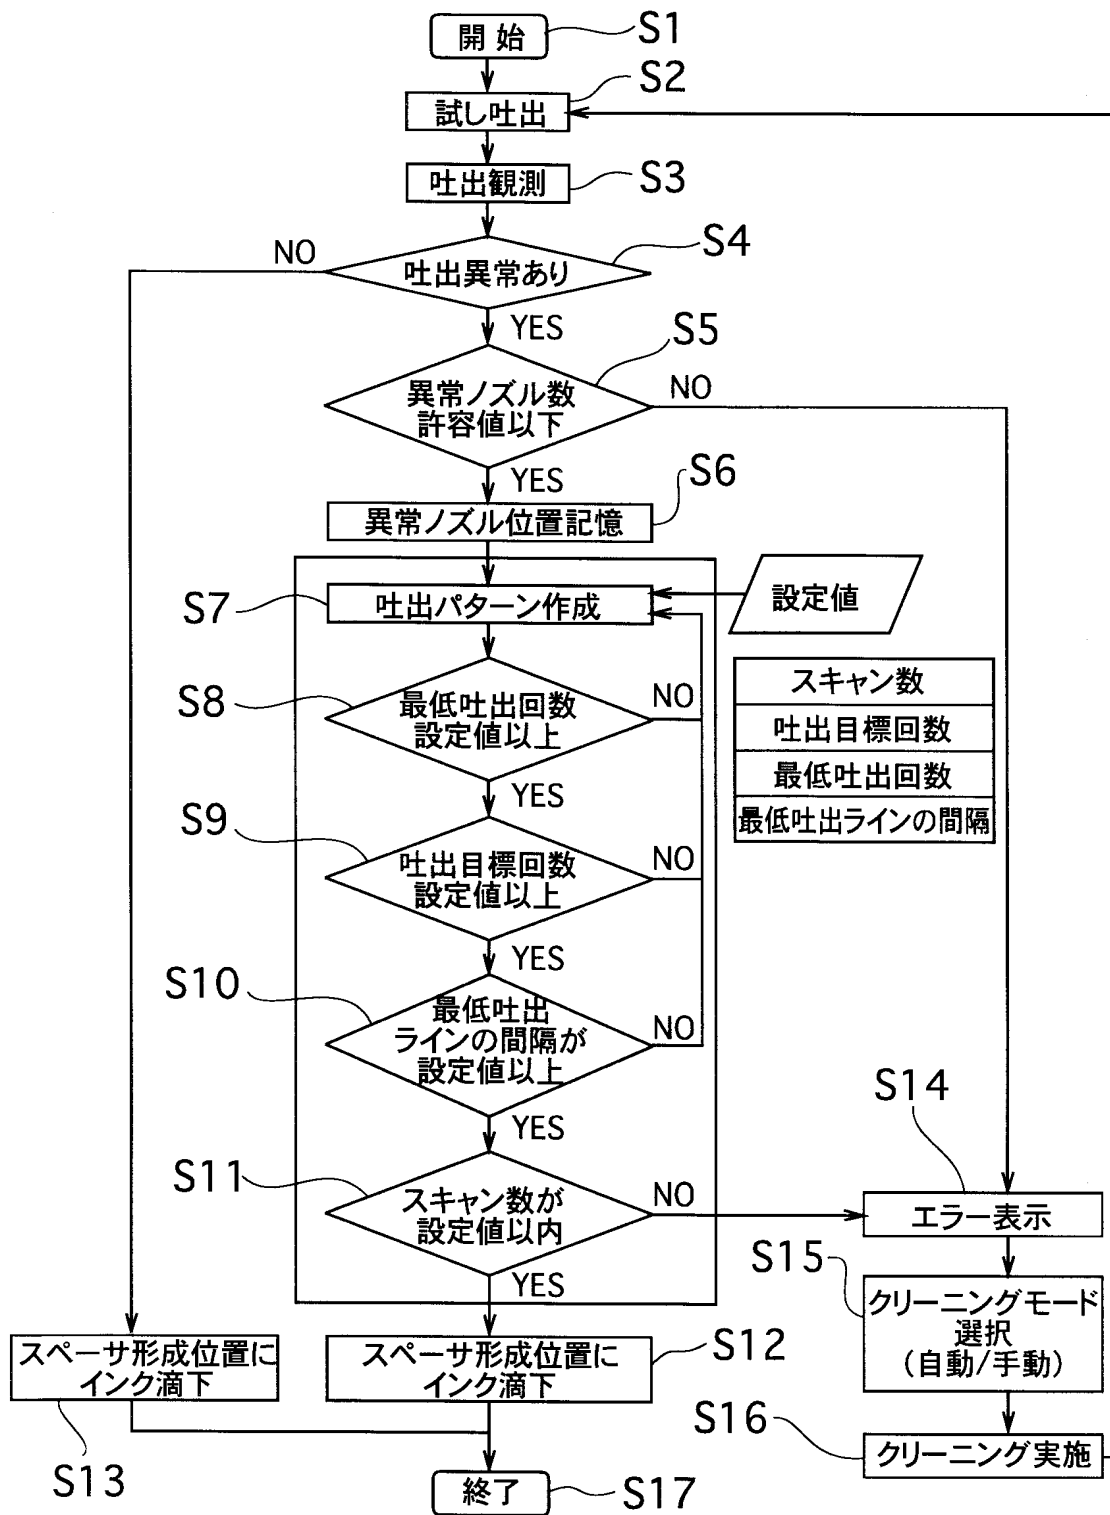 開始
S1
S2
試し吐出
吐出観測
S3
S4
NO
吐出異常あり
YES
S5
異常ノズル数
許容値以下
NO
YES
S6
異常ノズル位置記憶
S7
吐出パターン作成
設定値
S8
最低吐出回数
設定値以上
NO
スキャン数
吐出目標回数
最低吐出回数
最低吐出ラインの間隔
YES
S9
吐出目標回数
設定値以上
NO
YES
S10
最低吐出
ラインの間隔が
設定値以上
NO
YES
S14
S11
スキャン数が
設定値以内
NO
エラー表示
YES
S15
クリーニングモード
選択
(自動/手動)
スペーサ形成位置に
インク滴下
スペーサ形成位置に
インク滴下
S12
S16
クリーニング実施
S13
終了
S17